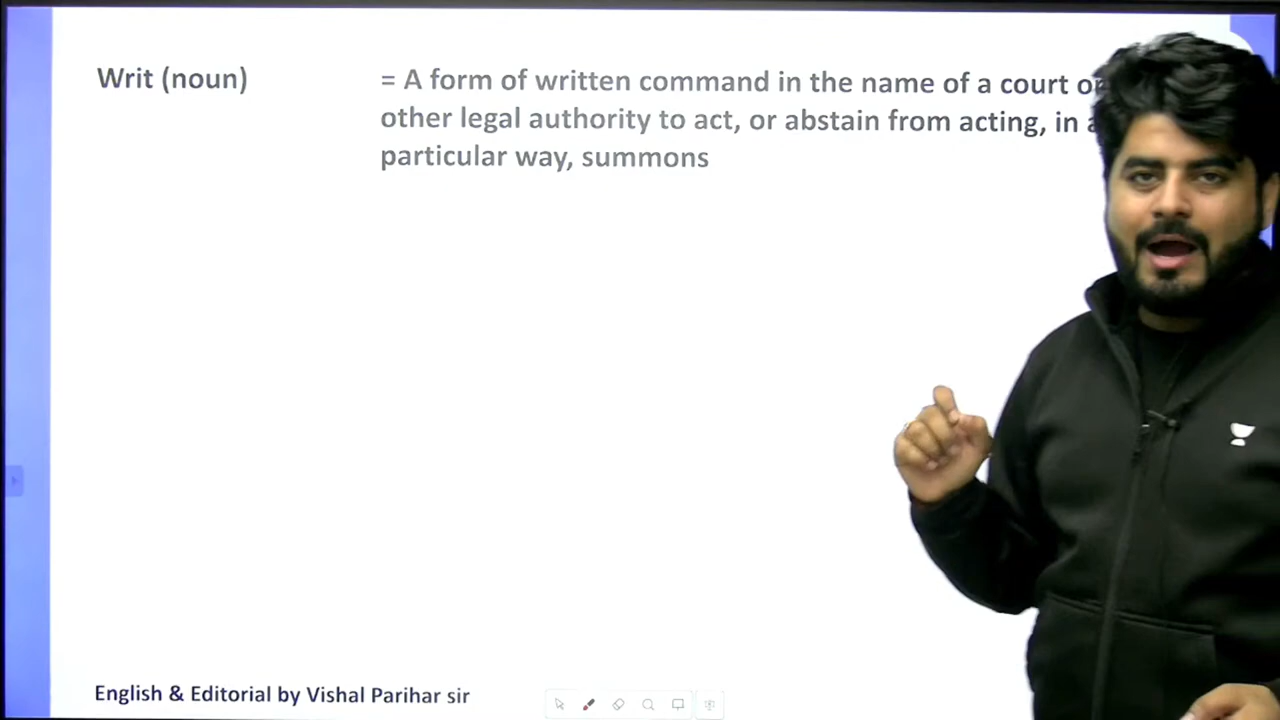 Writ (noun)
= A form of written command in the name of a court or
other legal authority to act, or abstain from acting, in a
particular way, summons
English & Editorial by Vishal Parihar sir